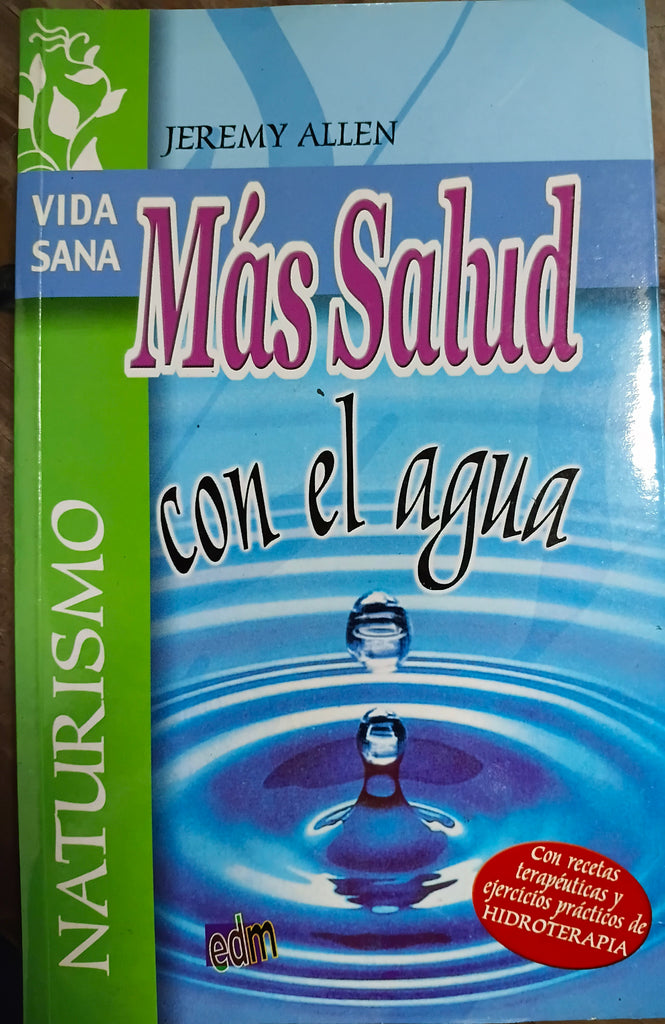 JEREMY ALLEN
VIDA
SANA
Más Salud
con el agua
NATURISMO
Con recetas
terapéuticas y
ejercicios prácticos de
HIDROTERAPIA
edm